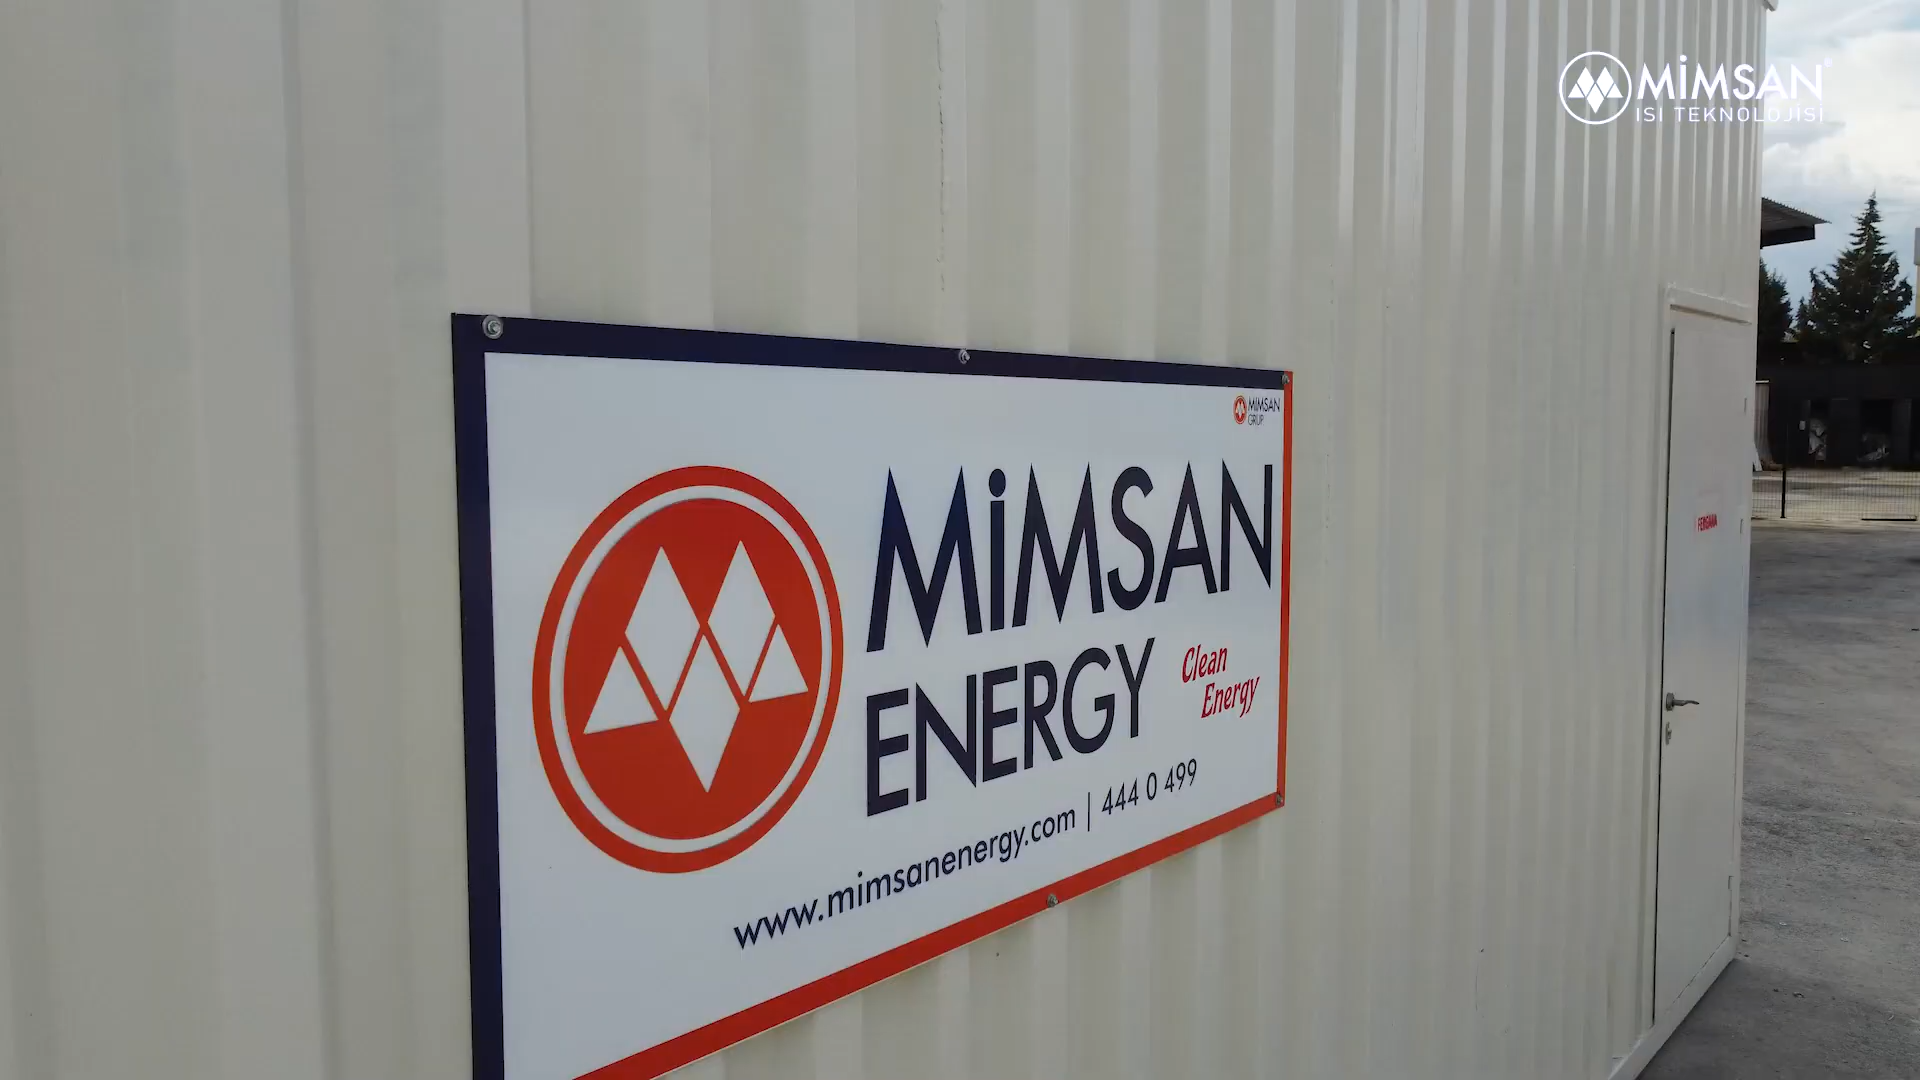 MİMSAN®
ISI TEKNOLOJİSİ
MİMSAN
GRUP
MİMSAN
ENERGY
Clean
Energy
www.mimsanenergy.com | 444 0 499